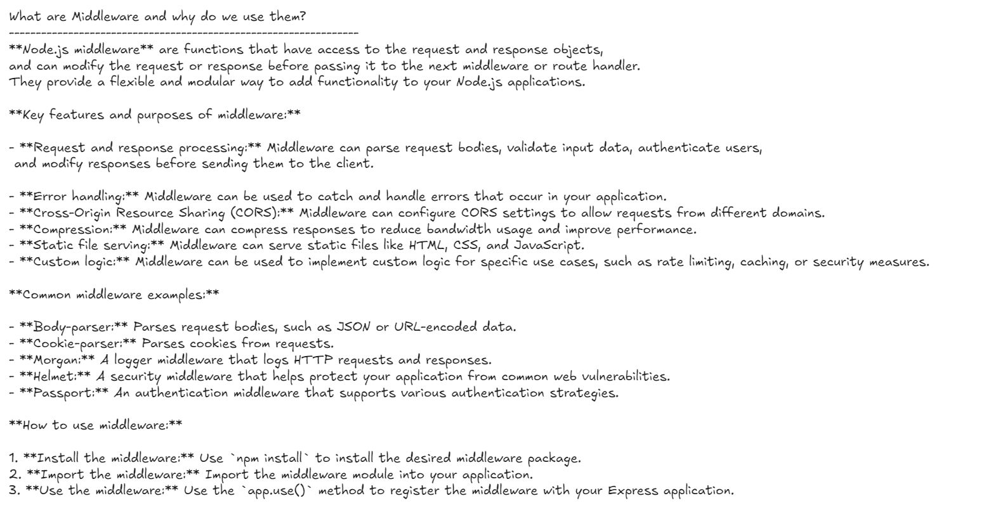 What are Middleware and why do we use them?
-----------------------------------------------------------------
**Node.js middleware** are functions that have access to the request and response objects,
and can modify the request or response before passing it to the next middleware or route handler.
They provide a flexible and modular way to add functionality to your Node.js applications.
**Key features and purposes of middleware:**
- **Request and response processing:** Middleware can parse request bodies, validate input data, authenticate users,
and modify responses before sending them to the client.
- **Error handling:** Middleware can be used to catch and handle errors that occur in your application.
- **Cross-Origin Resource Sharing (CORS):** Middleware can configure CORS settings to allow requests from different domains.
- **Compression:** Middleware can compress responses to reduce bandwidth usage and improve performance.
- **Static file serving:** Middleware can serve static files like HTML, CSS, and JavaScript.
- **Custom logic:** Middleware can be used to implement custom logic for specific use cases, such as rate limiting, caching, or security measures.
**Common middleware examples:**
- **Body-parser:** Parses request bodies, such as JSON or URL-encoded data.
- **Cookie-parser:** Parses cookies from requests.
- **Morgan:** A logger middleware that logs HTTP requests and responses.
- **Helmet:** A security middleware that helps protect your application from common web vulnerabilities.
- **Passport:** An authentication middleware that supports various authentication strategies.
**How to use middleware:**
1. **Install the middleware:** Use `npm install` to install the desired middleware package.
2. **Import the middleware:** Import the middleware module into your application.
3. **Use the middleware:** Use the `app.use()` method to register the middleware with your Express application.